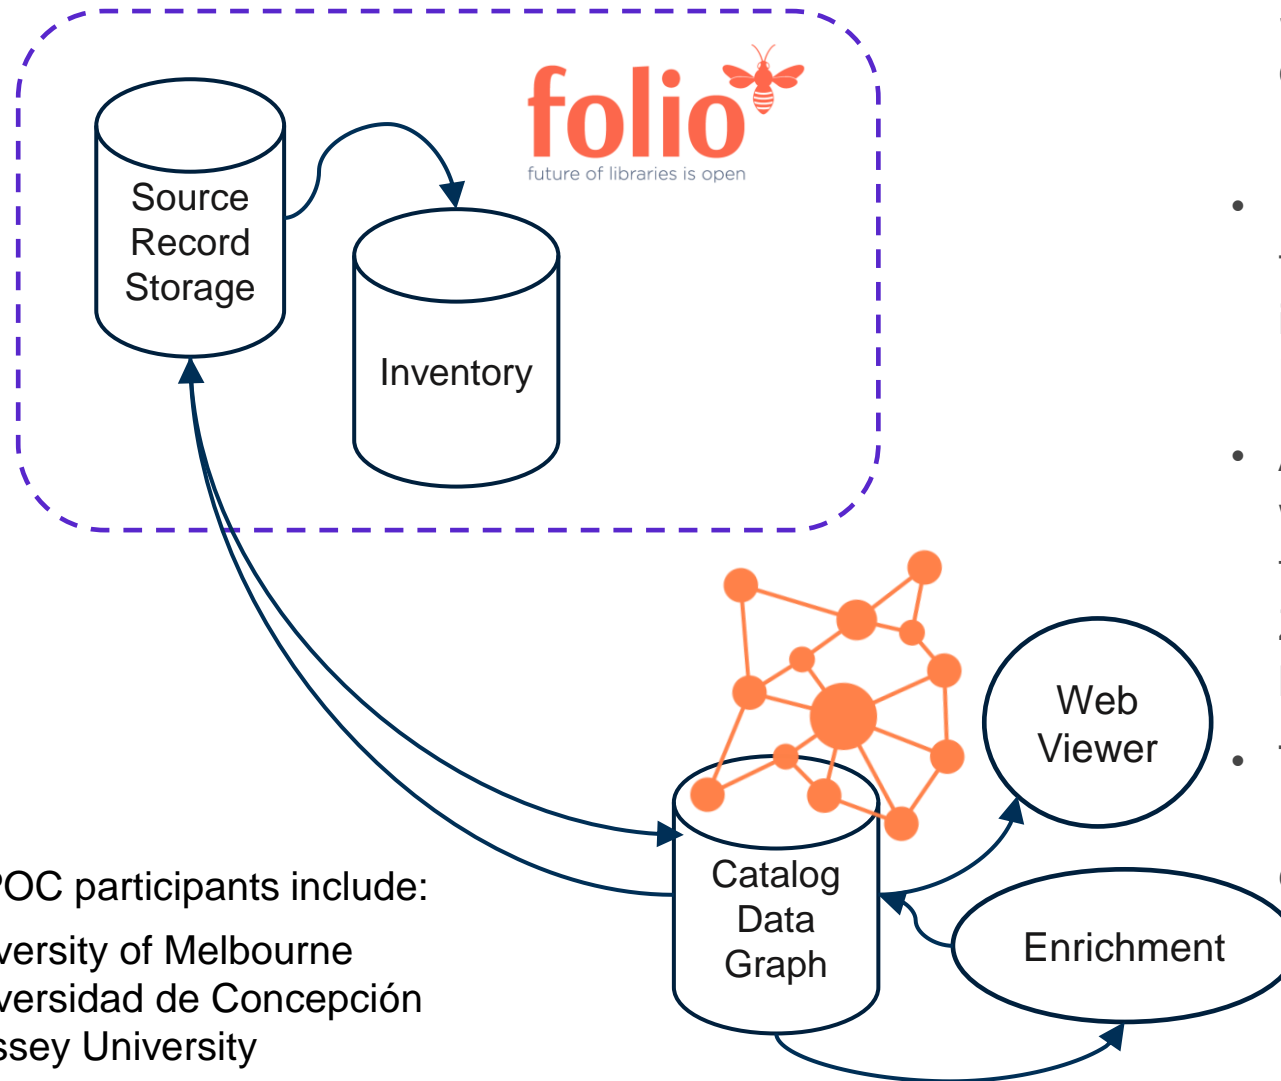 folio
future of libraries is open
Source
Record
Storage
Inventory
Web
Viewer
Catalog
Data
Graph
Enrichment
POC participants include:
versity of Melbourne
versidad de Concepción
ssey University